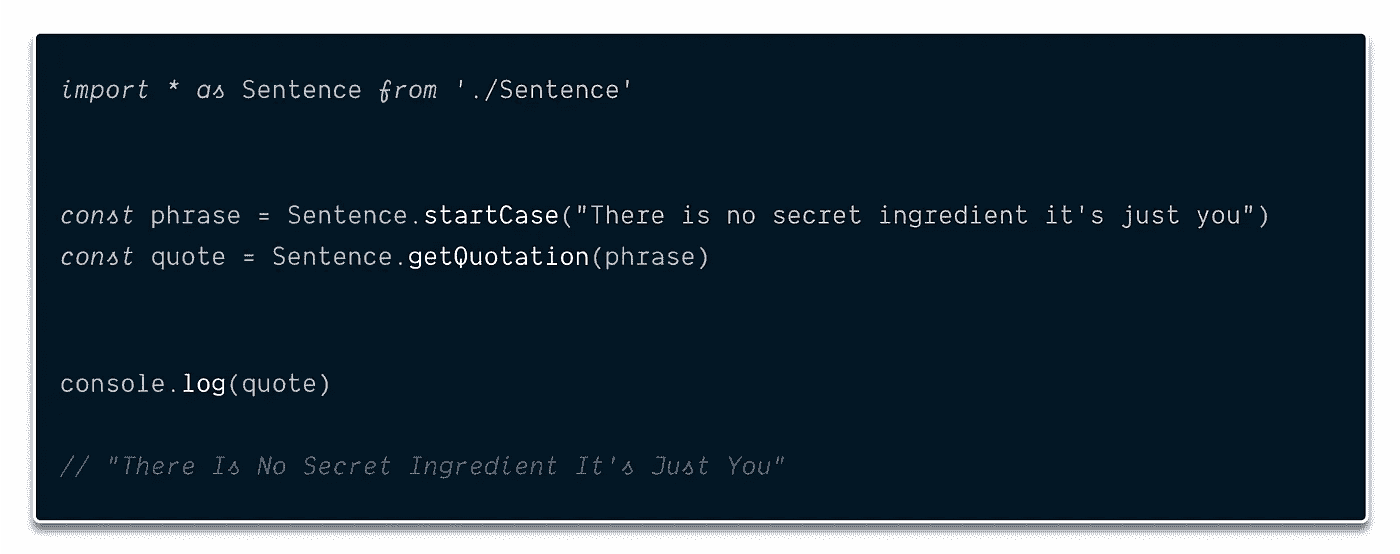 import * as Sentence from './Sentence'
const phrase = Sentence.startCase("There is no secret ingredient it's just you")
const quote = Sentence.getQuotation(phrase)
console.log(quote)
// "There Is No Secret Ingredient It's Just You"